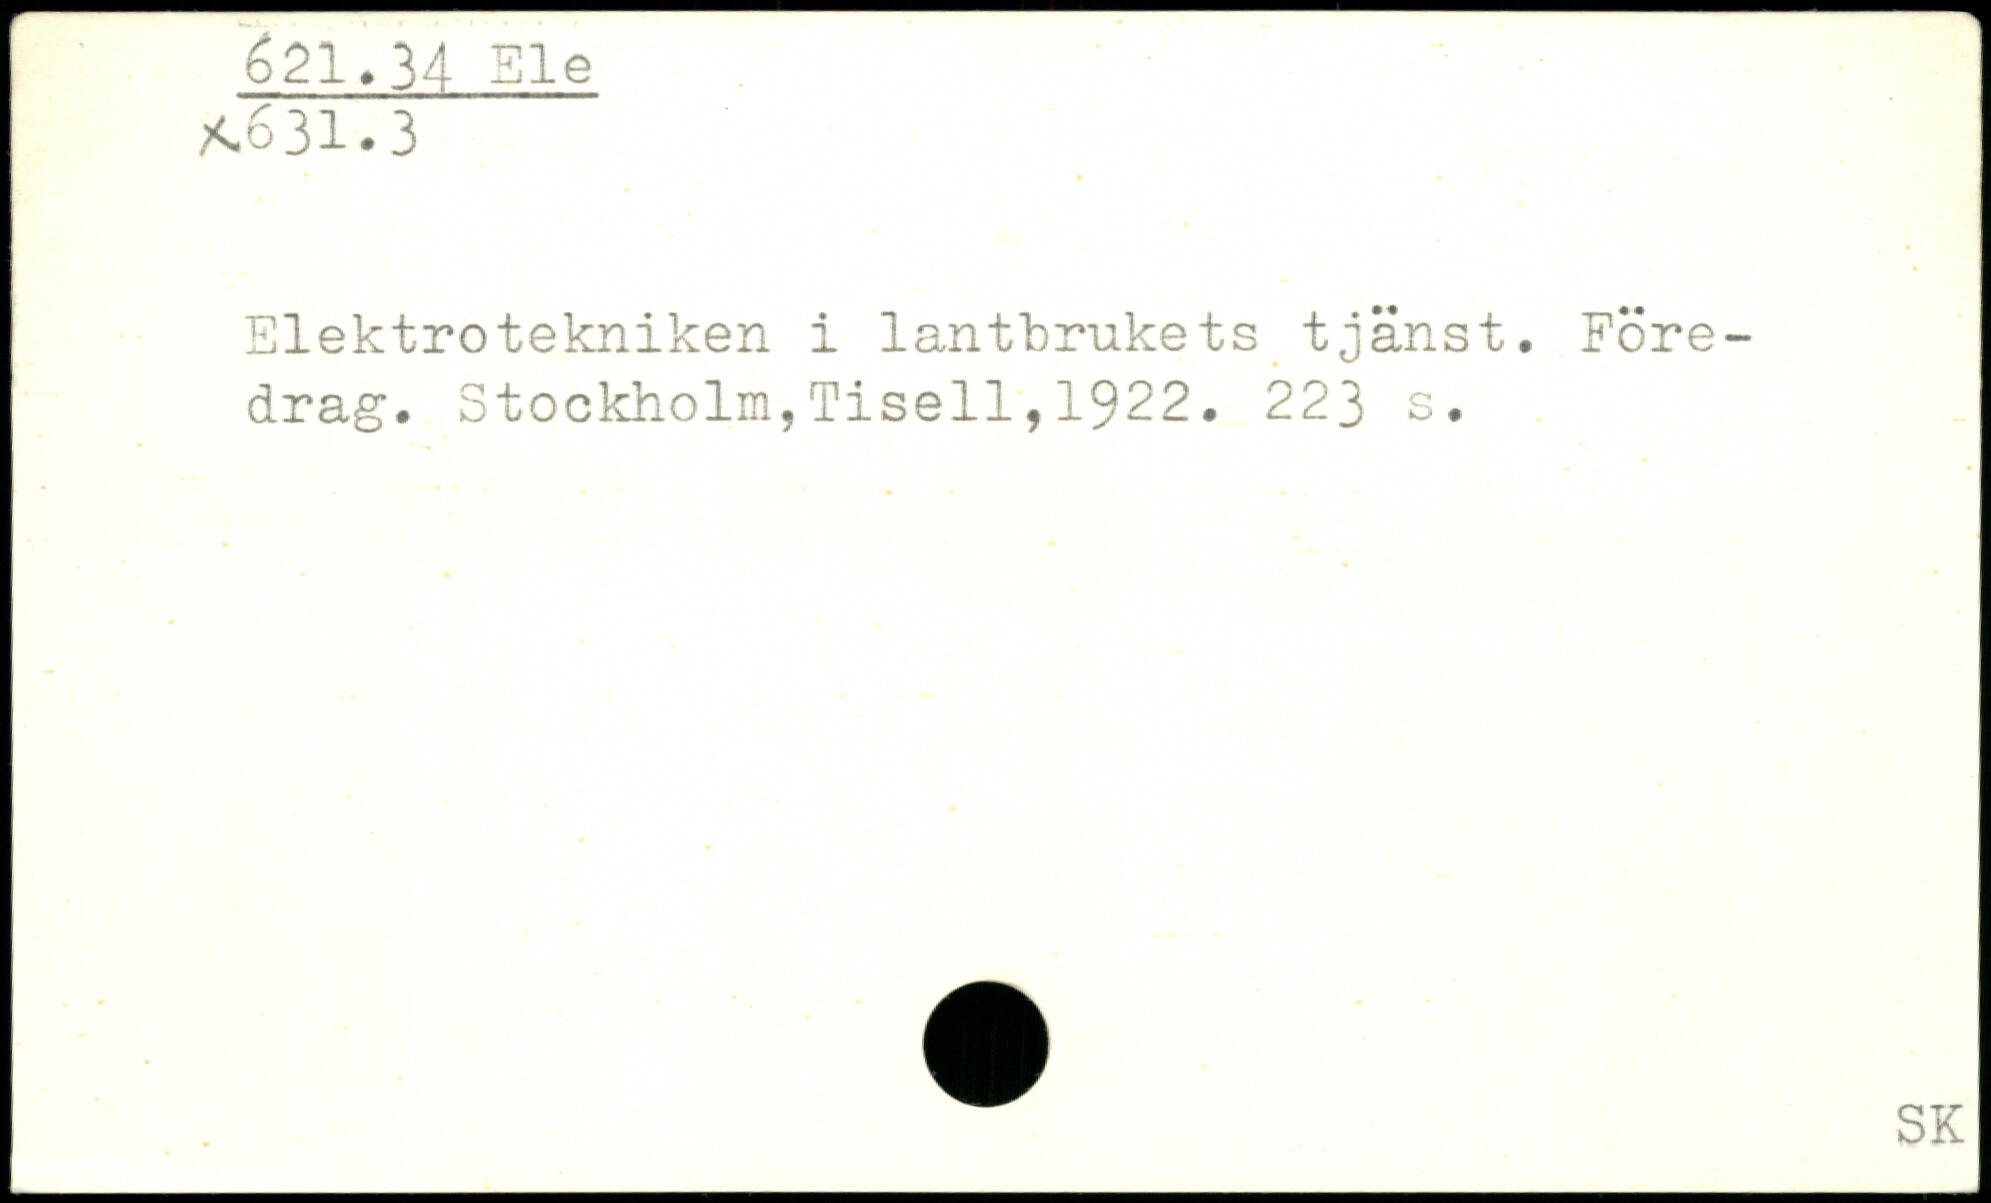 621.34 Ele
x631.3
Elektrotekniken i lantbrukets tjänst. Före-
drag. Stockholm,Tisell,1922. 223 s.
SK